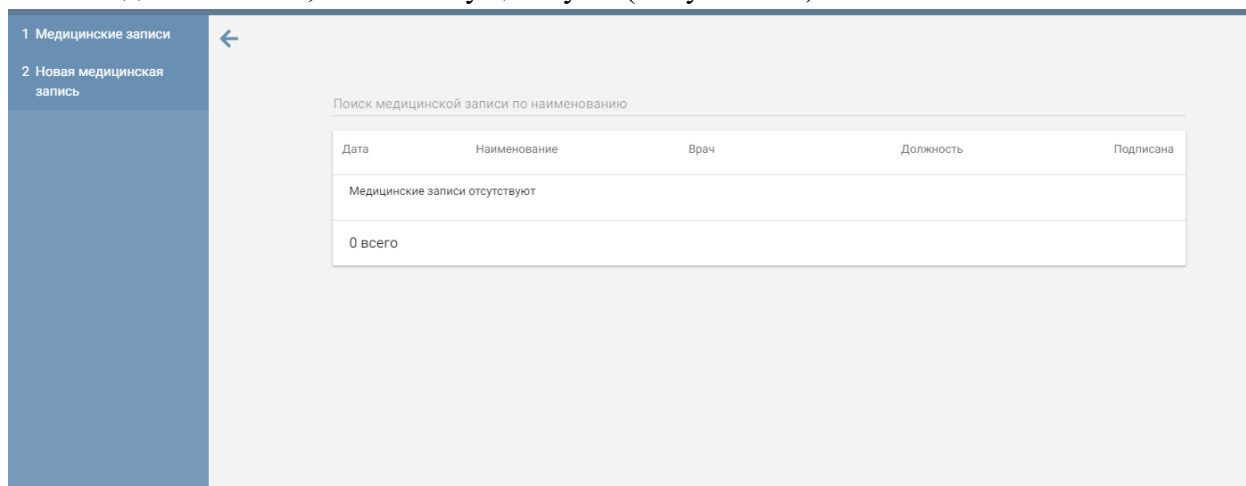 1 Медицинские записи
2 Новая медицинская
запись
Поиск медицинской записи по наименованию
Дата Наименование Врач Должность Подписана
Медицинские записи отсутствуют
0 всего